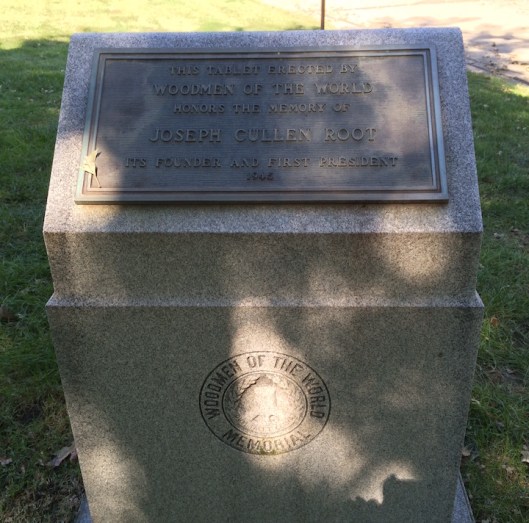 THIS TABLET ERECTED BY
WOODMEN OF THE WORLD
HONORS THE MEMORY OF
JOSEPH CULLEN ROOT
ITS FOUNDER AND FIRST PRESIDENT
1946
WOODMEN OF THE WORLD
MEMORIAL